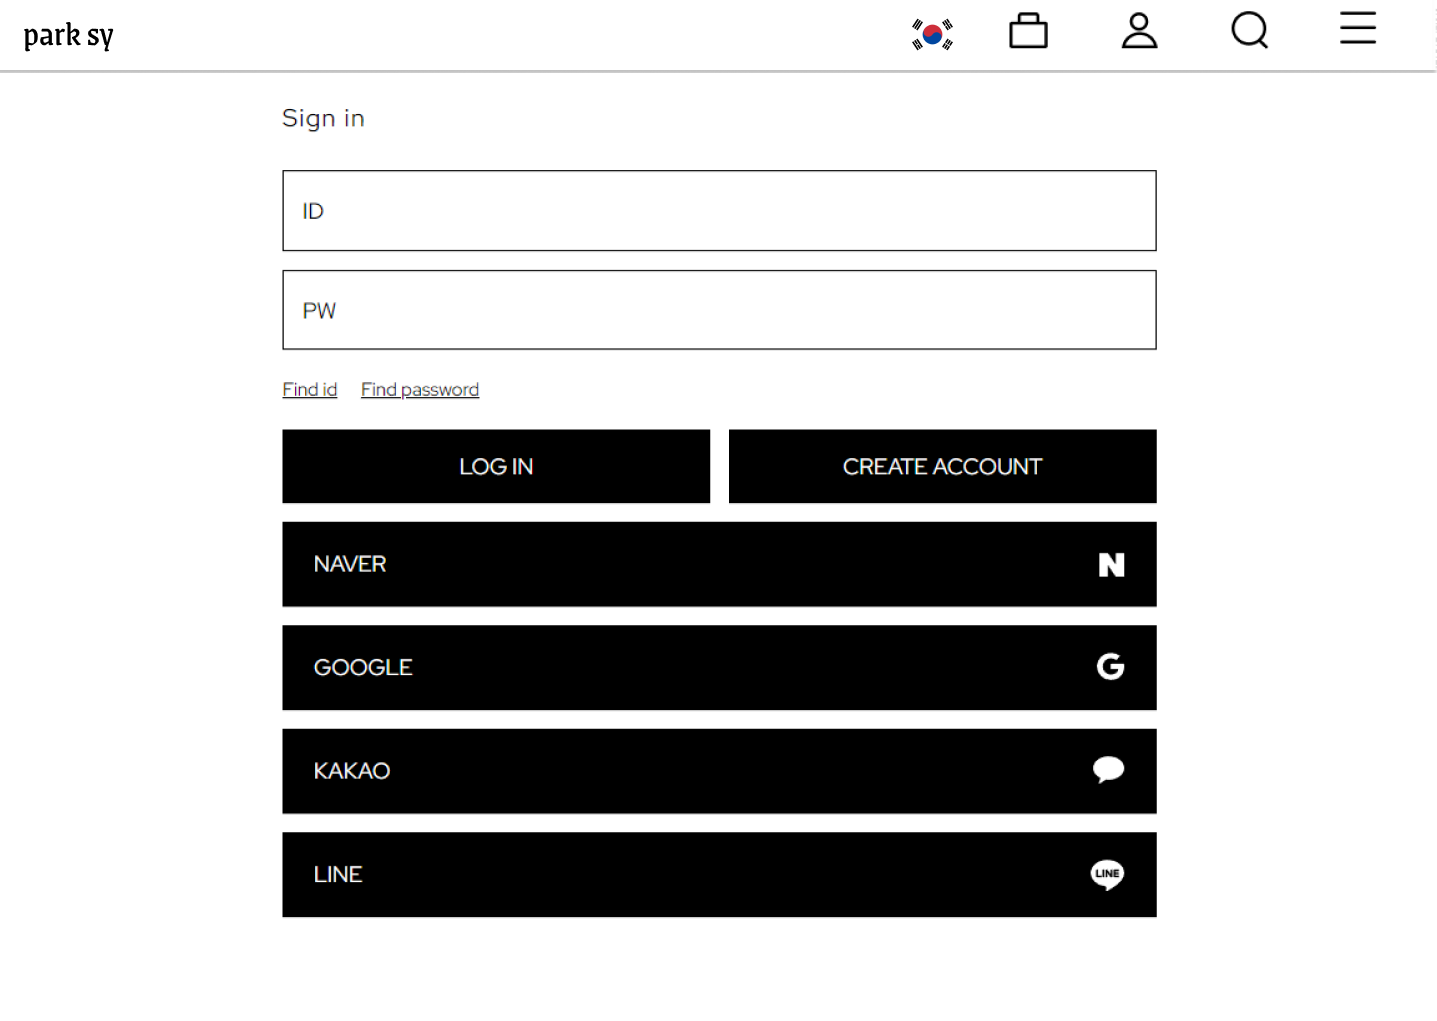 park sy
Sign in
ID
PW
Find id Find password
LOG IN CREATE ACCOUNT
NAVER N
GOOGLE G
KAKAO
LINE LINE